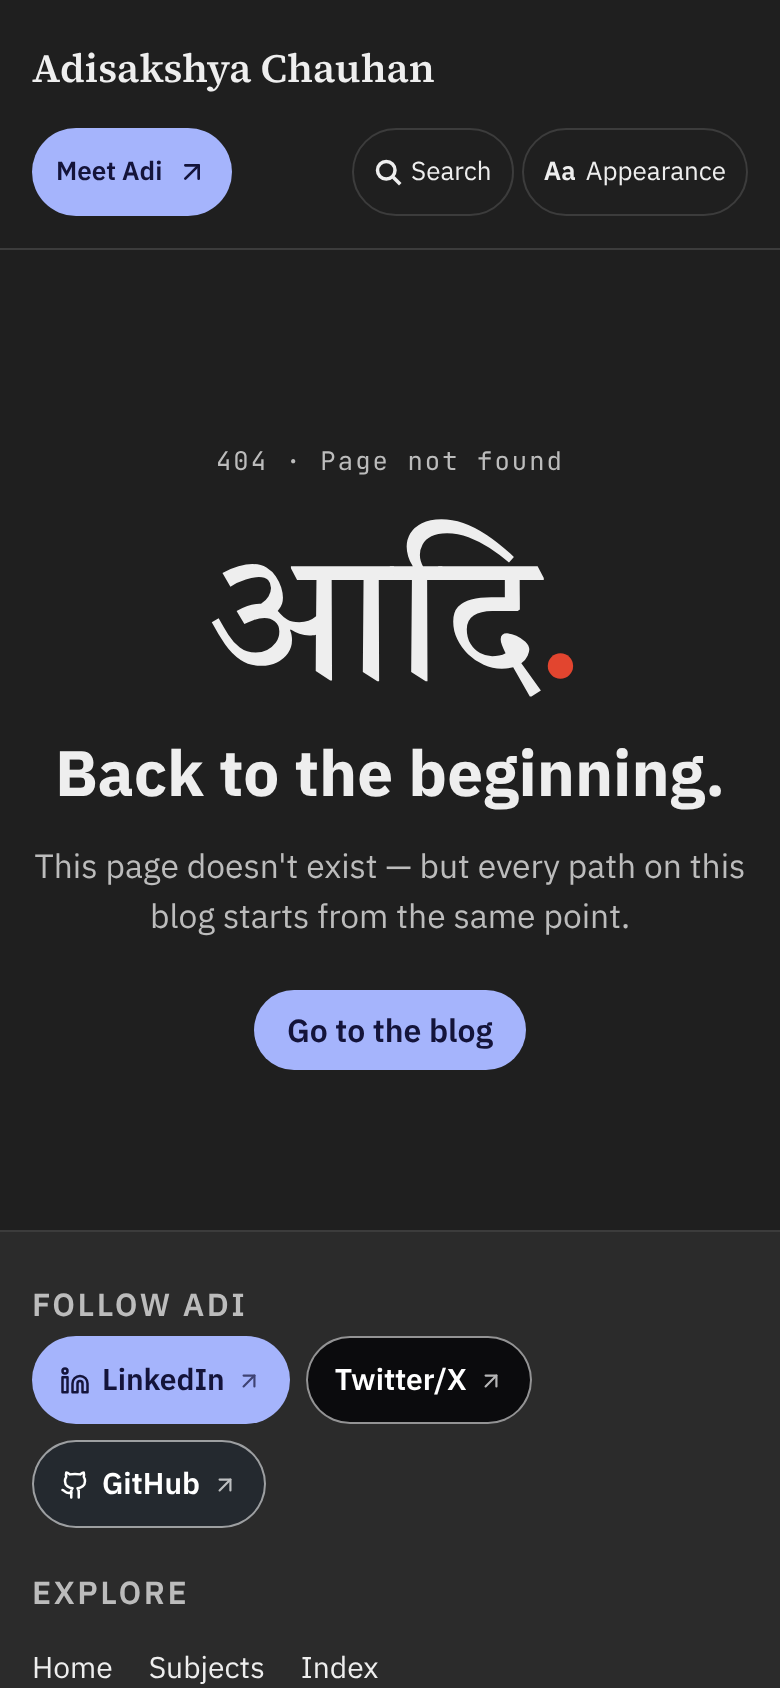 Adisakshya Chauhan
Meet Adi
Search
Aa Appearance
404 · Page not found
आदि.
Back to the beginning.
This page doesn't exist — but every path on this
blog starts from the same point.
Go to the blog
FOLLOW ADI
LinkedIn
Twitter/X
GitHub
EXPLORE
Home Subjects Index